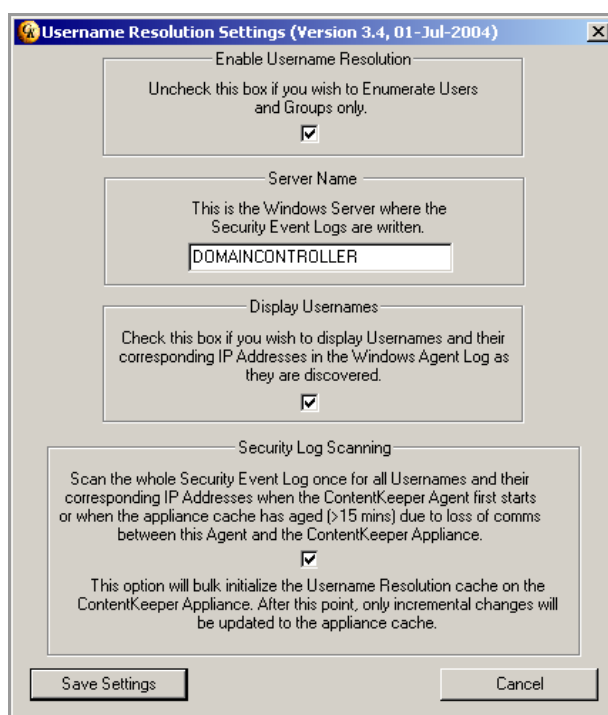 Username Resolution Settings (Version 3.4, 01-Jul-2004)
Enable Username Resolution
Uncheck this box if you wish to Enumerate Users
and Groups only.
Server Name
This is the Windows Server where the
Security Event Logs are written.
DOMAINCONTROLLER
Display Usernames
Check this box if you wish to display Usernames and their
corresponding IP Addresses in the Windows Agent Log as
they are discovered.
Security Log Scanning
Scan the whole Security Event Log once for all Usernames and their
corresponding IP Addresses when the ContentKeeper Agent first starts
or when the appliance cache has aged (>15 mins) due to loss of comms
between this Agent and the ContentKeeper Appliance.
This option will bulk initialize the Username Resolution cache on the
ContentKeeper Appliance. After this point, only incremental changes will
be updated to the appliance cache.
Save Settings
Cancel